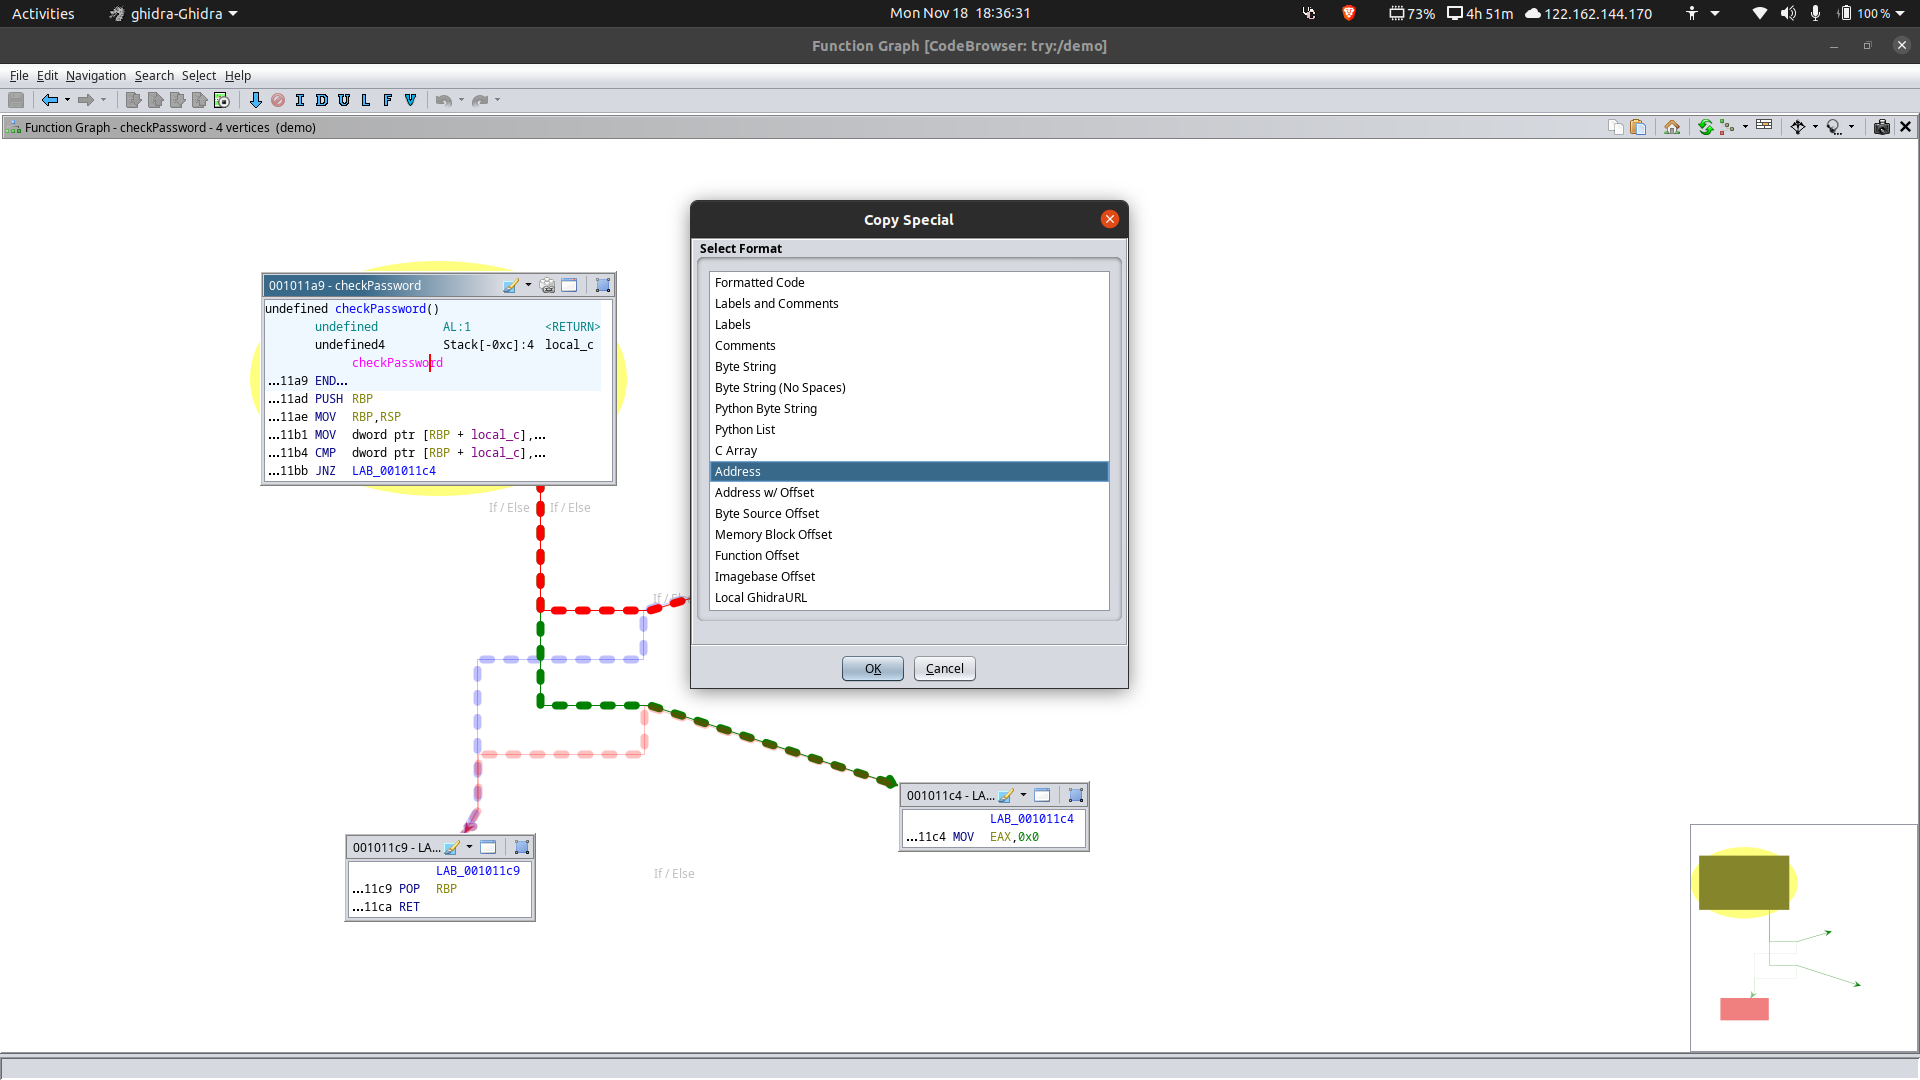 Activities
ghidra-Ghidra
Mon Nov 18 18:36:31
73%
4h 51m
122.162.144.170
100 %
Function Graph [CodeBrowser: try:/demo]
File Edit Navigation Search Select Help
I D U L F V
Function Graph - checkPassword - 4 vertices (demo)
001011a9 - checkPassword
undefined checkPassword()
undefined AL:1 <RETURN>
undefined4 Stack[-0xc]:4 local_c
checkPassword
...11a9 END...
...11ad PUSH RBP
...11ae MOV RBP,RSP
...11b1 MOV dword ptr [RBP + local_c],...
...11b4 CMP dword ptr [RBP + local_c],...
...11bb JNZ LAB_001011c4
If / Else
If / Else
If / El
Copy Special
Select Format
Formatted Code
Labels and Comments
Labels
Comments
Byte String
Byte String (No Spaces)
Python Byte String
Python List
C Array
Address
Address w/ Offset
Byte Source Offset
Memory Block Offset
Function Offset
Imagebase Offset
Local GhidraURL
OK
Cancel
001011c4 - LA...
LAB_001011c4
...11c4 MOV EAX,0x0
001011c9 - LA...
LAB_001011c9
...11c9 POP RBP
...11ca RET
If / Else